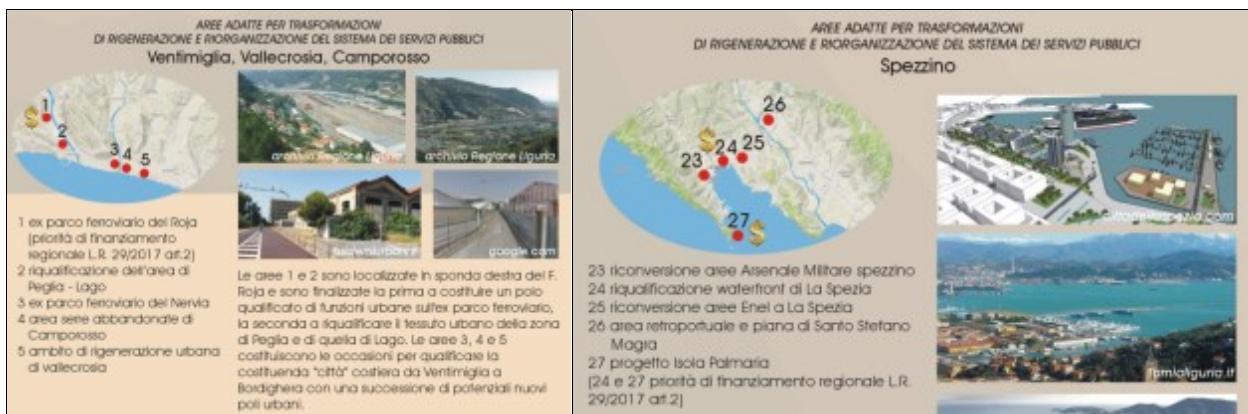 AREE ADATTE PER TRASFORMAZIONI
DI RIGENERAZIONE E RIORGANIZZAZIONE DEL SISTEMA DEI SERVIZI PUBBLICI
Ventimiglia, Vallecrosia, Camporosso
1
$
2
3
4
5
archivio Regione Liguria
archivio Regione Liguria
google.com
1 ex parco ferroviario del Roja
(priorità di finanziamento
regionale L.R. 29/2017 art.2)
2 riqualificazione dell'area di
Peglia - Lago
3 ex parco ferroviario del Nervia
4 area serre abbandonate di
Camporosso
5 ambito di rigenerazione urbana
di vallecrosia
Le aree 1 e 2 sono localizzate in sponda destra del F.
Roja e sono finalizzate la prima a costituire un polo
qualificato di funzioni urbane sull'ex parco ferroviario,
la seconda a riqualificare il tessuto urbano della zona
di Peglia e di quella di Lago. Le aree 3, 4 e 5
costituiscono le occasioni per qualificare la
costituenda "città" costiera da Ventimiglia a
Bordighera con una successione di potenziali nuovi
poli urbani.
AREE ADATTE PER TRASFORMAZIONI
DI RIGENERAZIONE E RIORGANIZZAZIONE DEL SISTEMA DEI SERVIZI PUBBLICI
Spezzino
26
$
23
24
25
27
$
cittadellaspezia.com
lamialiguria.it
23 riconversione aree Arsenale Militare spezzino
24 riqualificazione waterfront di La Spezia
25 riconversione aree Enel a La Spezia
26 area retroportuale e piana di Santo Stefano
Magra
27 progetto Isola Palmaria
(24 e 27 priorità di finanziamento regionale L.R.
29/2017 art.2)